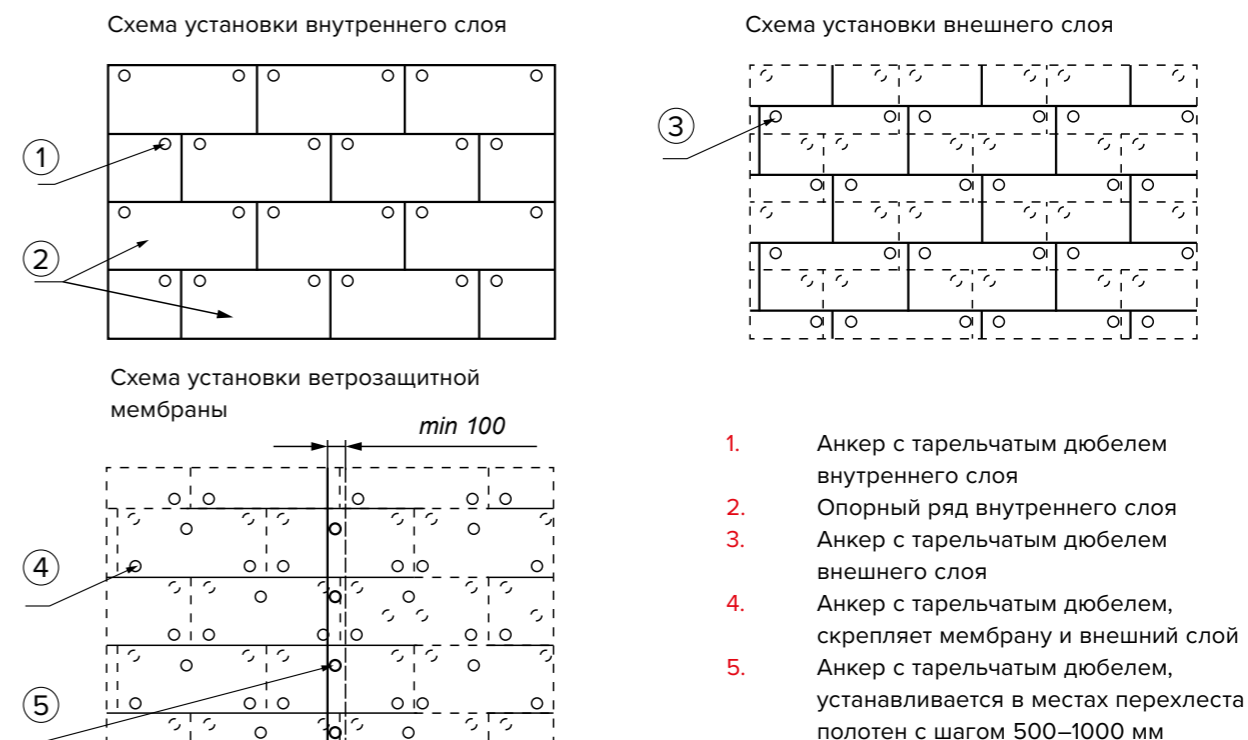 Схема установки внутреннего слоя
Схема установки внешнего слоя
1
2
3
Схема установки ветрозащитной
мембраны
min 100
4
5
1. Анкер с тарельчатым дюбелем
внутреннего слоя
2. Опорный ряд внутреннего слоя
3. Анкер с тарельчатым дюбелем
внешнего слоя
4. Анкер с тарельчатым дюбелем,
скрепляет мембрану и внешний слой
5. Анкер с тарельчатым дюбелем,
устанавливается в местах перехлеста
полотен с шагом 500–1000 мм